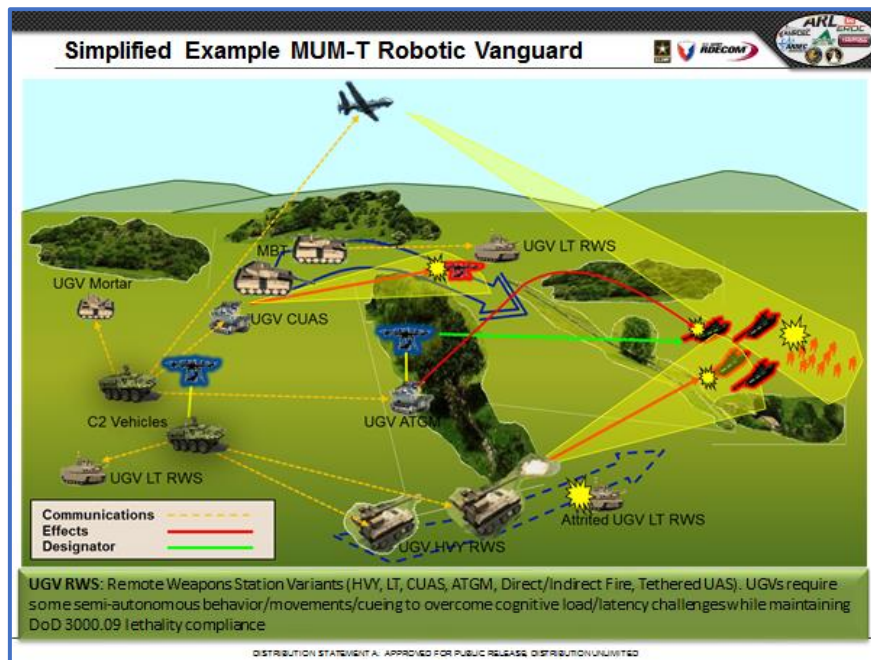 Simplified Example MUM-T Robotic Vanguard
RDECOM
ARL
MBT
UGV LT RWS
UGV Mortar
UGV CUAS
C2 Vehicles
UGV ATGM
UGV LT RWS
Communications
Effects
Designator
UGV HVY RWS
Attrited UGV LT RWS
UGV RWS: Remote Weapons Station Variants (HVY, LT, CUAS, ATGM, Direct/Indirect Fire, Tethered UAS). UGVs require
some semi-autonomous behavior/movements/cueing to overcome cognitive load/latency challenges while maintaining
DoD 3000.09 lethality compliance
DISTRIBUTION STATEMENT A: APPROVED FOR PUBLIC RELEASE, DISTRIBUTION UNLIMITED